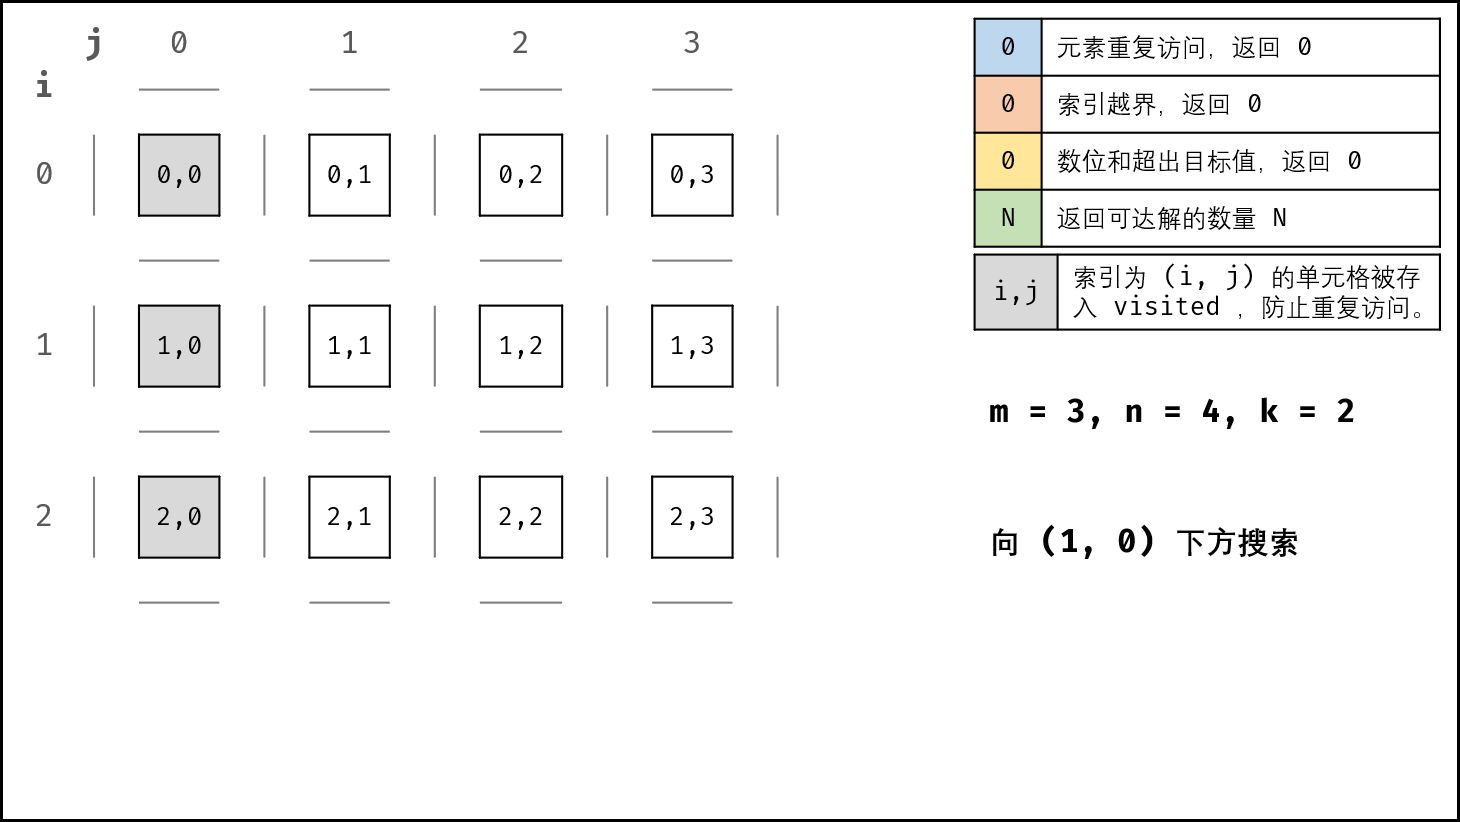 j 0 1 2 3
i
0 0,0 0,1 0,2 0,3
1 1,0 1,1 1,2 1,3
2 2,0 2,1 2,2 2,3
0 元素重复访问，返回 0
0 索引越界，返回 0
0 数位和超出目标值，返回 0
N 返回可达解的数量 N
i,j 索引为 (i, j) 的单元格被存
入 visited ，防止重复访问。
m = 3, n = 4, k = 2
向 (1, 0) 下方搜索